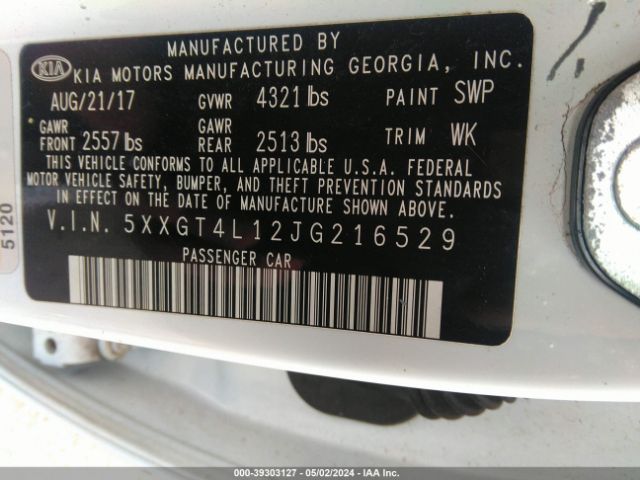 MANUFACTURED BY
KIA KIA MOTORS MANUFACTURING GEORGIA, INC.
AUG/21/17 GVWR 4321 lbs PAINT SWP
GAWR FRONT 2557 lbs GAWR REAR 2513 lbs TRIM WK
THIS VEHICLE CONFORMS TO ALL APPLICABLE U.S.A. FEDERAL
MOTOR VEHICLE SAFETY, BUMPER, AND THEFT PREVENTION STANDARDS
IN EFFECT ON THE DATE OF MANUFACTURE SHOWN ABOVE.
V.I.N. 5XXGT4L12JG216529
PASSENGER CAR
5120
000-39303127 - 05/02/2024 - IAA Inc.